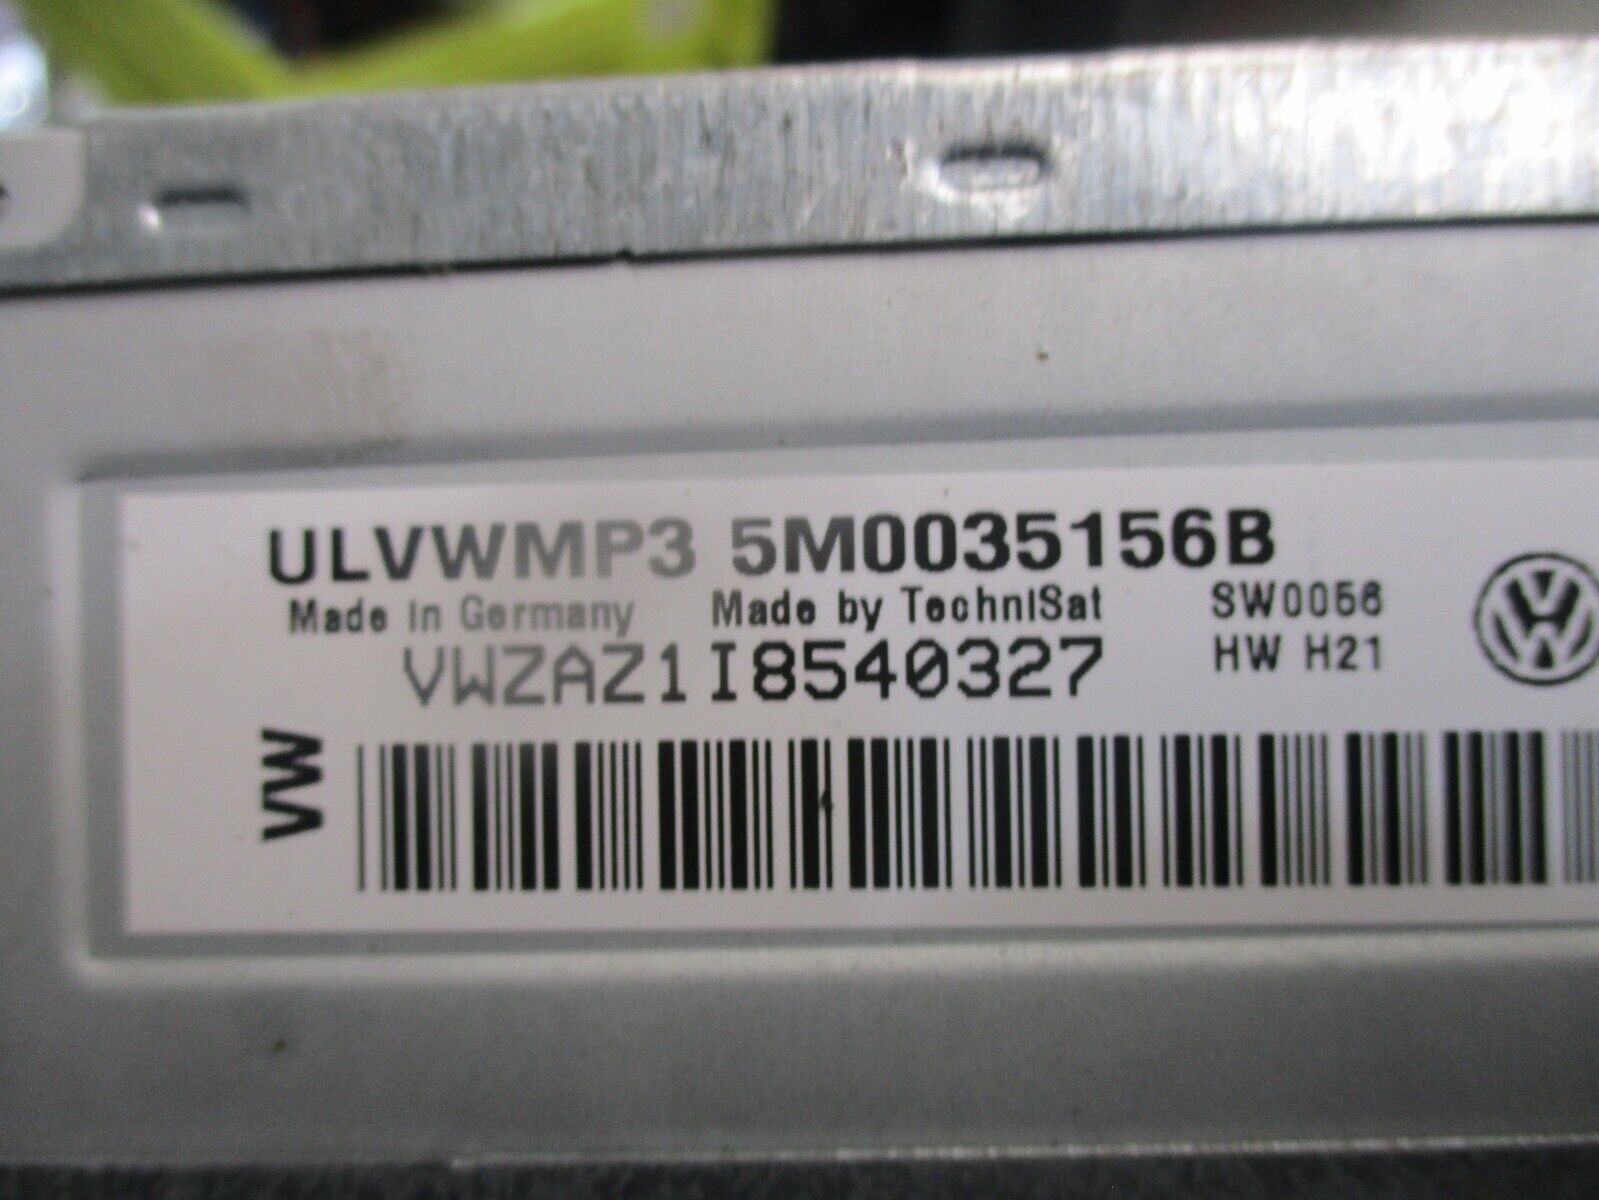 ULVWMP3 5M0035156B
Made in Germany Made by TechniSat SW0056
VWZAZ1I8540327 HW H21
VW